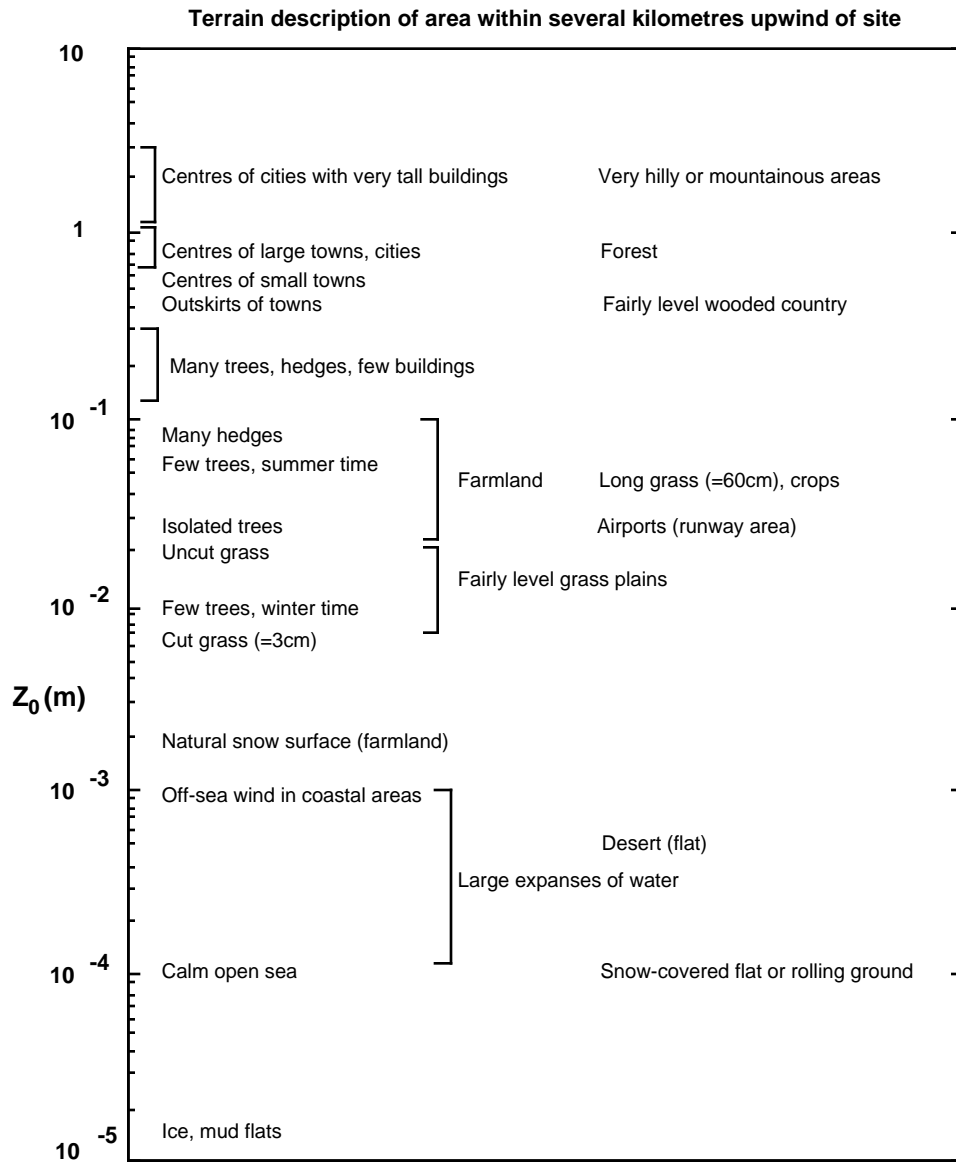 Terrain description of area within several kilometres upwind of site
10
Centres of cities with very tall buildings Very hilly or mountainous areas
1
Centres of large towns, cities Forest
Centres of small towns
Outskirts of towns Fairly level wooded country
Many trees, hedges, few buildings
10 -1
Many hedges
Few trees, summer time
Farmland Long grass (=60cm), crops
Isolated trees Airports (runway area)
Uncut grass
Fairly level grass plains
10 -2
Few trees, winter time
Cut grass (=3cm)
Z0 (m)
Natural snow surface (farmland)
10 -3
Off-sea wind in coastal areas
Desert (flat)
Large expanses of water
10 -4
Calm open sea Snow-covered flat or rolling ground
Ice, mud flats
10 -5